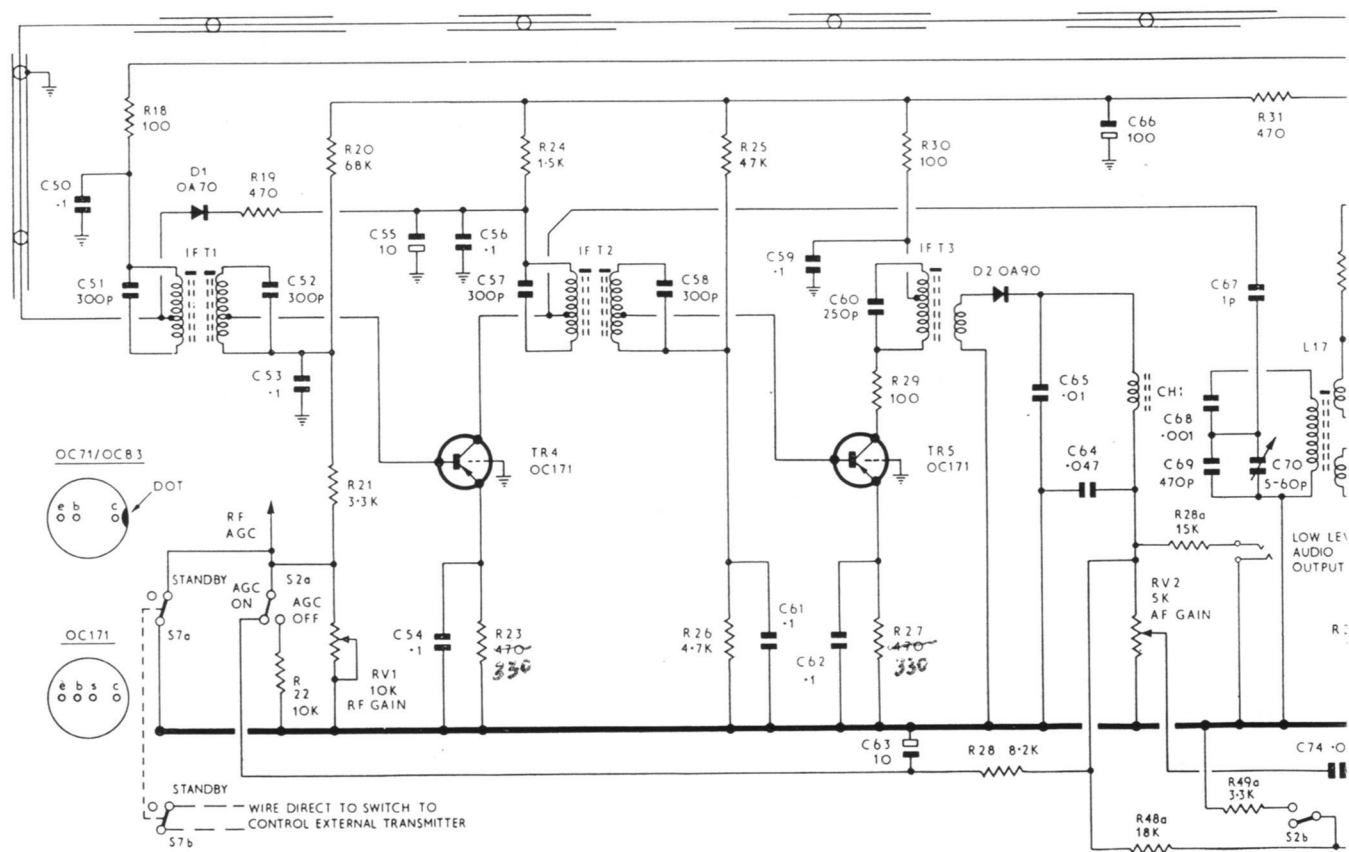 R18
100
C50
.1
D1
OA70
R19
470
R20
68K
R24
1.5K
R25
47K
R30
100
C66
100
R31
470
C55
10
C56
.1
C59
.1
IFT1
C51
300p
C52
300p
C53
.1
C57
300p
IFT2
C58
300p
C60
250p
IFT3
D2 OA90
C67
1p
L17
R29
100
C65
.01
CH1
C68
.001
C69
470p
C70
5-60p
TR4
OC171
TR5
OC171
C64
.047
R21
3.3K
OC71/OC83
DOT
e b c
RF
AGC
STANDBY
S7a
AGC
ON
S2a
AGC
OFF
R28a
15K
LOW LEV
AUDIO
OUTPUT
RV2
5K
AF GAIN
OC171
e b s c
R
22
10K
RV1
10K
RF GAIN
C54
.1
R23
470
330
R26
4.7K
C61
.1
C62
.1
R27
470
330
C63
10
R28 8.2K
C74
R49a
3.3K
S2b
R48a
18K
STANDBY
S7b
WIRE DIRECT TO SWITCH TO
CONTROL EXTERNAL TRANSMITTER